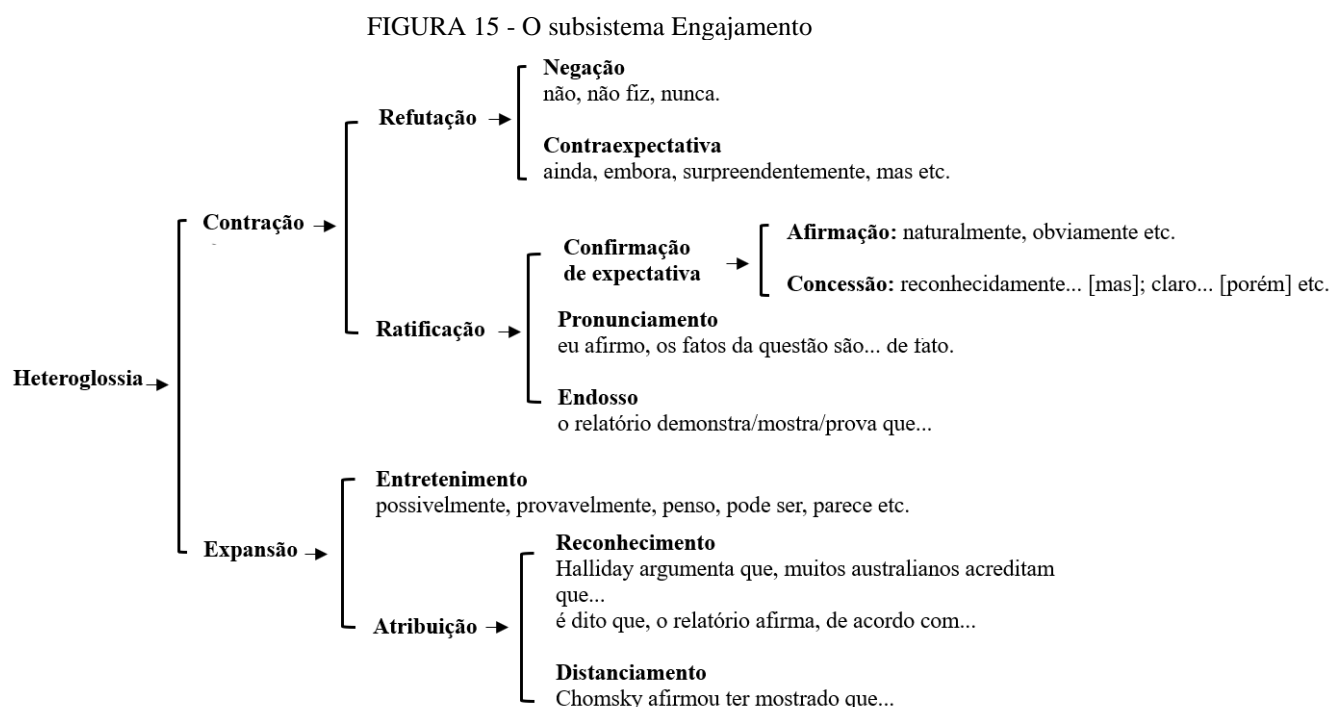 FIGURA 15 - O subsistema Engajamento
Negação
não, não fiz, nunca.
Refutação
Contraexpectativa
ainda, embora, surpreendentemente, mas etc.
Contração
Confirmação
de expectativa
Afirmação: naturalmente, obviamente etc.
Concessão: reconhecidamente... [mas]; claro... [porém] etc.
Ratificação
Pronunciamento
eu afirmo, os fatos da questão são... de fato.
Endosso
o relatório demonstra/mostra/prova que...
Heteroglossia
Entretenimento
possivelmente, provavelmente, penso, pode ser, parece etc.
Expansão
Reconhecimento
Halliday argumenta que, muitos australianos acreditam
que...
é dito que, o relatório afirma, de acordo com...
Atribuição
Distanciamento
Chomsky afirmou ter mostrado que...